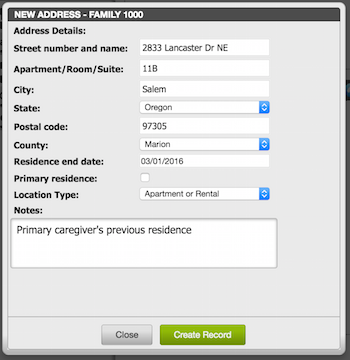 NEW ADDRESS - FAMILY 1000
Address Details:
Street number and name: 2833 Lancaster Dr NE
Apartment/Room/Suite: 11B
City: Salem
State: Oregon
Postal code: 97305
County: Marion
Residence end date: 03/01/2016
Primary residence:
Location Type: Apartment or Rental
Notes:
Primary caregiver's previous residence
Close Create Record